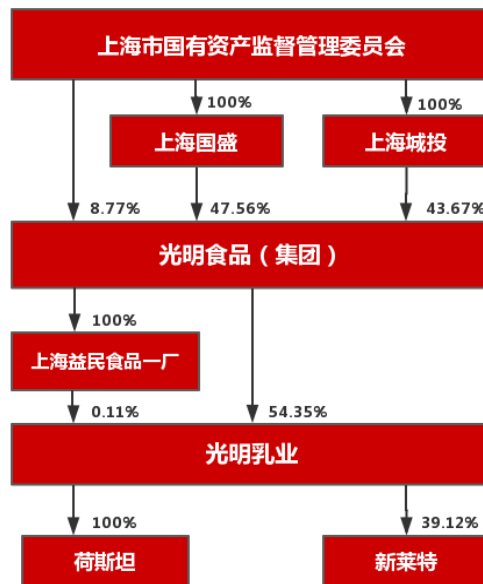 上海市国有资产监督管理委员会
100%
100%
上海国盛
上海城投
8.77%
47.56%
43.67%
光明食品（集团）
100%
上海益民食品一厂
0.11%
54.35%
光明乳业
100%
39.12%
荷斯坦
新莱特